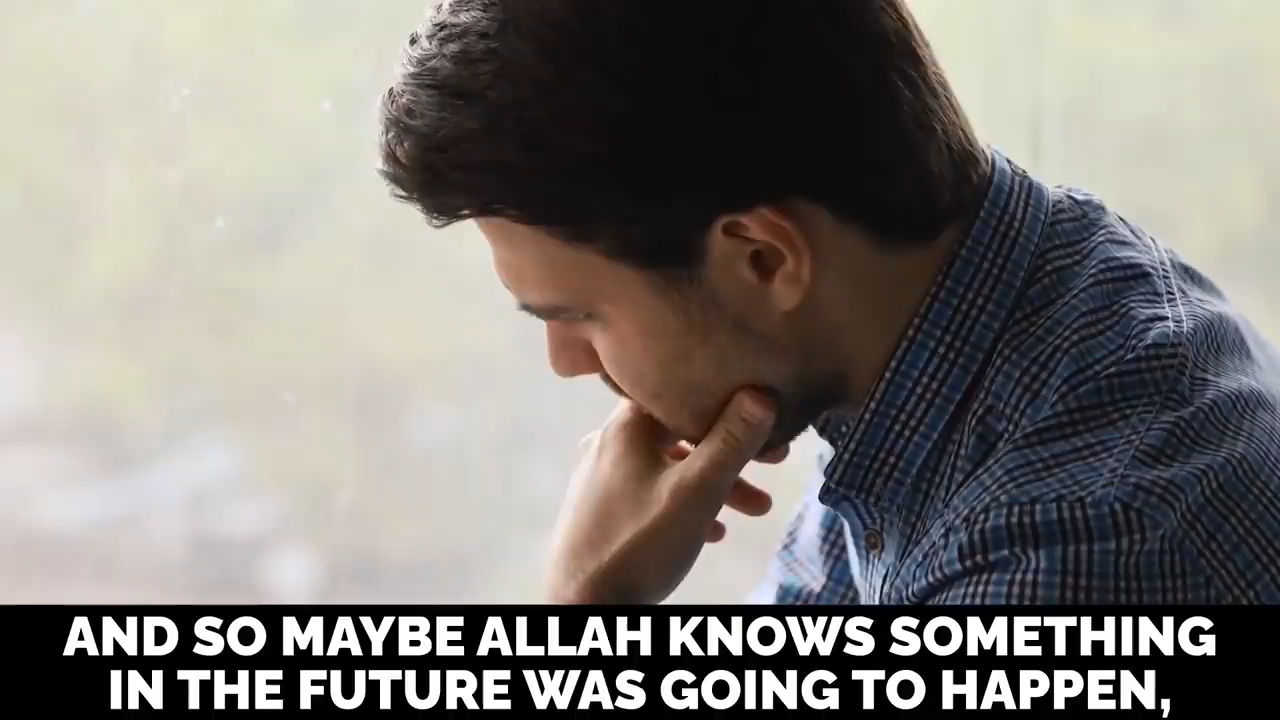 AND SO MAYBE ALLAH KNOWS SOMETHING
IN THE FUTURE WAS GOING TO HAPPEN,